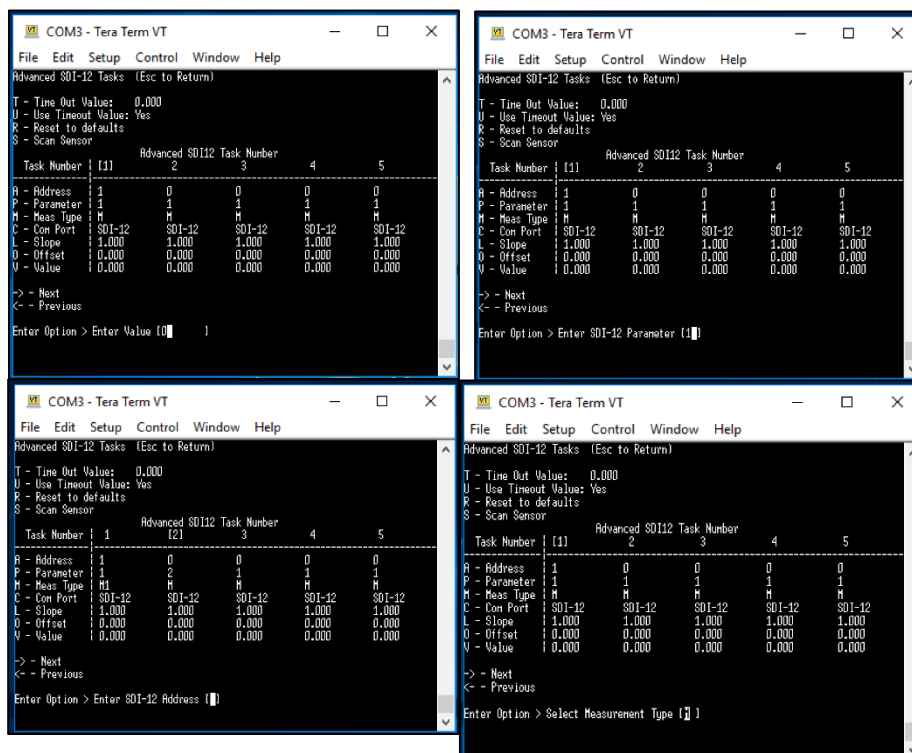 COM3 - Tera Term VT
File Edit Setup Control Window Help
Advanced SDI-12 Tasks (Esc to Return)
T - Time Out Value: 0.000
U - Use Timeout Value: Yes
R - Reset to defaults
S - Scan Sensor
Advanced SDI12 Task Number
Task Number | [1] 2 3 4 5
A - Address | 1 0 0 0 0
P - Parameter | 1 1 1 1 1
M - Meas Type | M M M M M
C - Com Port | SDI-12 SDI-12 SDI-12 SDI-12 SDI-12
L - Slope | 1.000 1.000 1.000 1.000 1.000
O - Offset | 0.000 0.000 0.000 0.000 0.000
V - Value | 0.000 0.000 0.000 0.000 0.000
-> - Next
<- - Previous
Enter Option > Enter Value [0 ]
COM3 - Tera Term VT
File Edit Setup Control Window Help
Advanced SDI-12 Tasks (Esc to Return)
T - Time Out Value: 0.000
U - Use Timeout Value: Yes
R - Reset to defaults
S - Scan Sensor
Advanced SDI12 Task Number
Task Number | [1] 2 3 4 5
A - Address | 1 0 0 0 0
P - Parameter | 1 1 1 1 1
M - Meas Type | M M M M M
C - Com Port | SDI-12 SDI-12 SDI-12 SDI-12 SDI-12
L - Slope | 1.000 1.000 1.000 1.000 1.000
O - Offset | 0.000 0.000 0.000 0.000 0.000
V - Value | 0.000 0.000 0.000 0.000 0.000
-> - Next
<- - Previous
Enter Option > Enter SDI-12 Parameter [1 ]
COM3 - Tera Term VT
File Edit Setup Control Window Help
Advanced SDI-12 Tasks (Esc to Return)
T - Time Out Value: 0.000
U - Use Timeout Value: Yes
R - Reset to defaults
S - Scan Sensor
Advanced SDI12 Task Number
Task Number | 1 [2] 3 4 5
A - Address | 1 0 0 0 0
P - Parameter | 1 2 1 1 1
M - Meas Type | M1 M M M M
C - Com Port | SDI-12 SDI-12 SDI-12 SDI-12 SDI-12
L - Slope | 1.000 1.000 1.000 1.000 1.000
O - Offset | 0.000 0.000 0.000 0.000 0.000
V - Value | 0.000 0.000 0.000 0.000 0.000
-> - Next
<- - Previous
Enter Option > Enter SDI-12 Address [ ]
COM3 - Tera Term VT
File Edit Setup Control Window Help
Advanced SDI-12 Tasks (Esc to Return)
T - Time Out Value: 0.000
U - Use Timeout Value: Yes
R - Reset to defaults
S - Scan Sensor
Advanced SDI12 Task Number
Task Number | [1] 2 3 4 5
A - Address | 1 0 0 0 0
P - Parameter | 1 1 1 1 1
M - Meas Type | M M M M M
C - Com Port | SDI-12 SDI-12 SDI-12 SDI-12 SDI-12
L - Slope | 1.000 1.000 1.000 1.000 1.000
O - Offset | 0.000 0.000 0.000 0.000 0.000
V - Value | 0.000 0.000 0.000 0.000 0.000
-> - Next
<- - Previous
Enter Option > Select Measurement Type [ ]